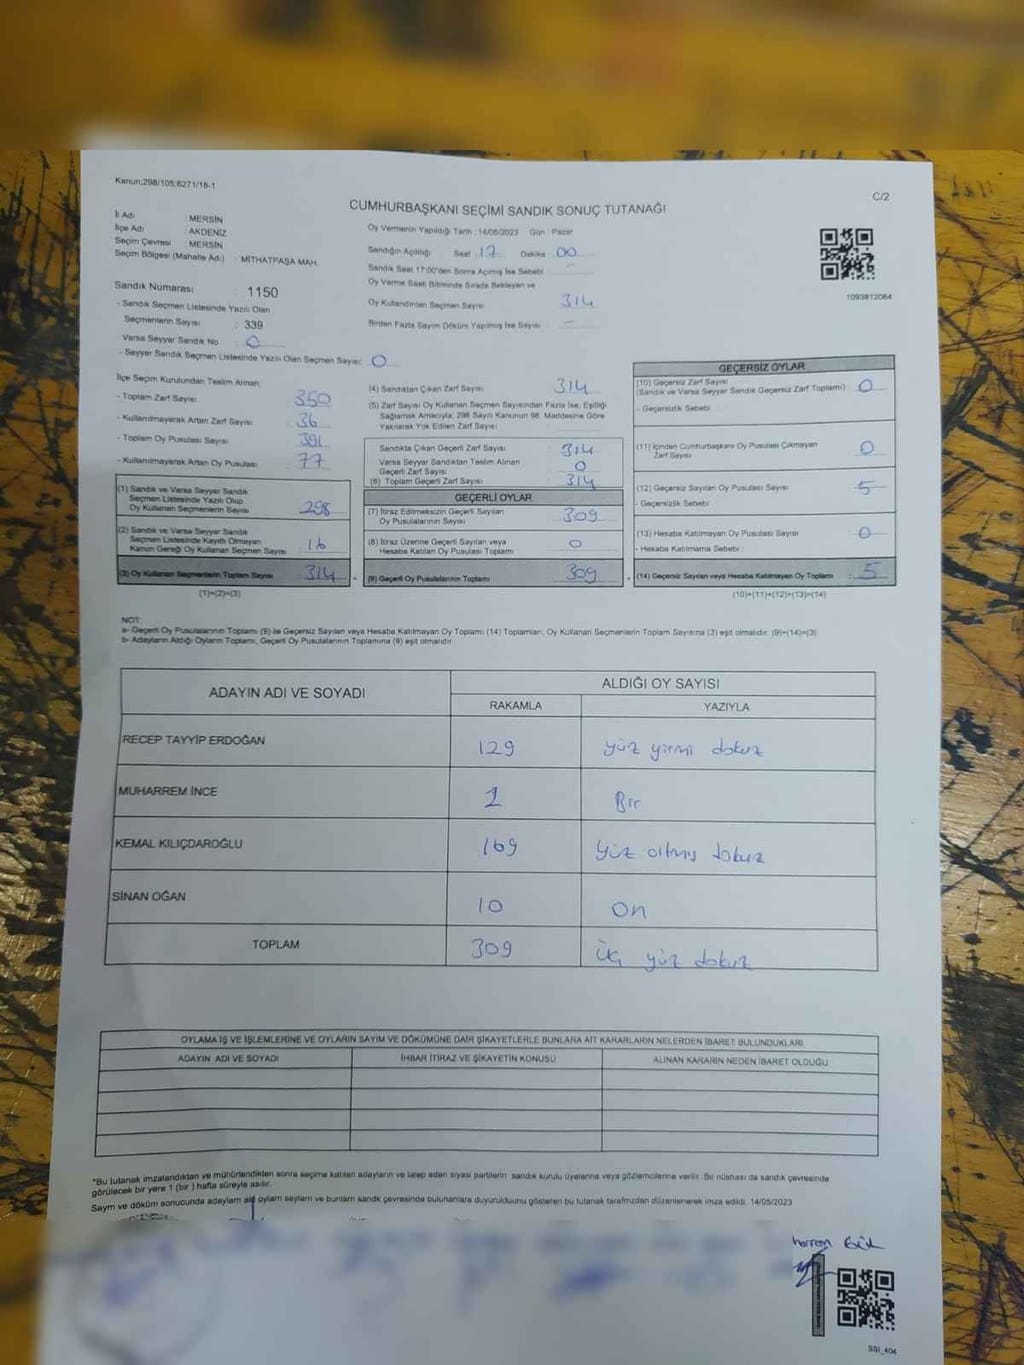 Kanun:298/105;6271/18-1
C/2
CUMHURBAŞKANI SEÇİMİ SANDIK SONUÇ TUTANAĞI
İl Adı : MERSİN
İlçe Adı : AKDENİZ
Seçim Çevresi : MERSİN
Seçim Bölgesi (Mahalle Adı) : MİTHATPAŞA MAH.
Sandık Numarası : 1150
- Sandık Seçmen Listesinde Yazılı Olan
Seçmenlerin Sayısı : 339
Varsa Seyyar Sandık No : 0
- Seyyar Sandık Seçmen Listesinde Yazılı Olan Seçmen Sayısı: 0
Oy Vermenin Yapıldığı Tarih : 14/05/2023 Gün : Pazar
Sandığın Açıldığı Saat 17 Dakika 00
Sandık Saat 17:00'den Sonra Açılmış İse Sebebi : -
Oy Verme Saati Bitiminde Sırada Bekleyen ve
Oy Kullandırılan Seçmen Sayısı 314
Birden Fazla Sayım Döküm Yapılmış İse Sayısı : -
1093812064
İlçe Seçim Kurulundan Teslim Alınan:
- Toplam Zarf Sayısı : 350
- Kullanılmayarak Artan Zarf Sayısı : 36
- Toplam Oy Pusulası Sayısı : 391
- Kullanılmayarak Artan Oy Pusulası : 77
(1) Sandık ve Varsa Seyyar Sandık
Seçmen Listesinde Yazılı Olup
Oy Kullanan Seçmenlerin Sayısı : 298
(2) Sandık ve Varsa Seyyar Sandık
Seçmen Listesinde Kayıtlı Olmayan
Kanun Gereği Oy Kullanan Seçmen Sayısı : 16
(3) Oy Kullanan Seçmenlerin Toplam Sayısı : 314
(1)+(2)=(3)
(4) Sandıktan Çıkan Zarf Sayısı : 314
(5) Zarf Sayısı Oy Kullanan Seçmen Sayısından Fazla İse, Eşitliği
Sağlamak Amacıyla; 298 Sayılı Kanunun 98. Maddesine Göre
Yakılarak Yok Edilen Zarf Sayısı :
Sandıkta Çıkan Geçerli Zarf Sayısı : 314
Varsa Seyyar Sandıktan Teslim Alınan
Geçerli Zarf Sayısı : 0
(6) Toplam Geçerli Zarf Sayısı : 314
GEÇERLİ OYLAR
(7) İtiraz Edilmeksizin Geçerli Sayılan
Oy Pusulalarının Sayısı : 309
(8) İtiraz Üzerine Geçerli Sayılan veya
Hesaba Katılan Oy Pusulası Toplamı : 0
(9) Geçerli Oy Pusulalarının Toplamı : 309
GEÇERSİZ OYLAR
(10) Geçersiz Zarf Sayısı
(Sandık ve Varsa Seyyar Sandık Geçersiz Zarf Toplamı) : 0
- Geçersizlik Sebebi
(11) İçinden Cumhurbaşkanı Oy Pusulası Çıkmayan
Zarf Sayısı : 0
(12) Geçersiz Sayılan Oy Pusulası Sayısı : 5
- Geçersizlik Sebebi
(13) Hesaba Katılmayan Oy Pusulası Sayısı : 0
- Hesaba Katılmama Sebebi
(14) Geçersiz Sayılan veya Hesaba Katılmayan Oy Toplamı : 5
(10)+(11)+(12)+(13)=(14)
NOT:
a- Geçerli Oy Pusulalarının Toplamı (9) ile Geçersiz Sayılan veya Hesaba Katılmayan Oy Toplamı (14) Toplamları; Oy Kullanan Seçmenlerin Toplam Sayısına (3) eşit olmalıdır. (9)+(14)=(3)
b- Adayların Aldığı Oyların Toplamı, Geçerli Oy Pusulalarının Toplamına (9) eşit olmalıdır
ADAYIN ADI VE SOYADI ALDIĞI OY SAYISI
RAKAMLA YAZIYLA
RECEP TAYYİP ERDOĞAN 129 yüz yirmi dokuz
MUHARREM İNCE 1 Bir
KEMAL KILIÇDAROĞLU 169 yüz altmış dokuz
SİNAN OĞAN 10 On
TOPLAM 309 üç yüz dokuz
OYLAMA İŞ VE İŞLEMLERİNE VE OYLARIN SAYIM VE DÖKÜMÜNE DAİR ŞİKAYETLERLE BUNLARA AİT KARARLARIN NELERDEN İBARET BULUNDUKLARI
ADAYIN ADI VE SOYADI İHBAR İTİRAZ VE ŞİKAYETİN KONUSU ALINAN KARARIN NEDEN İBARET OLDUĞU
*Bu tutanak imzalandıktan ve mühürlendikten sonra seçime katılan adayların ve talep eden siyasi partilerin sandık kurulu üyelerine veya gözlemcilerine verilir. Bir nüshası da sandık çevresinde
görülecek bir yere 1 (bir) hafta süreyle asılır.
Sayım ve döküm sonucunda adayların aldığı oyların sayılarını ve bunların sandık çevresinde bulunanlara duyurulduğunu gösteren bu tutanak tarafımızdan düzenlenerek imza edildi. 14/05/2023
SSI_404